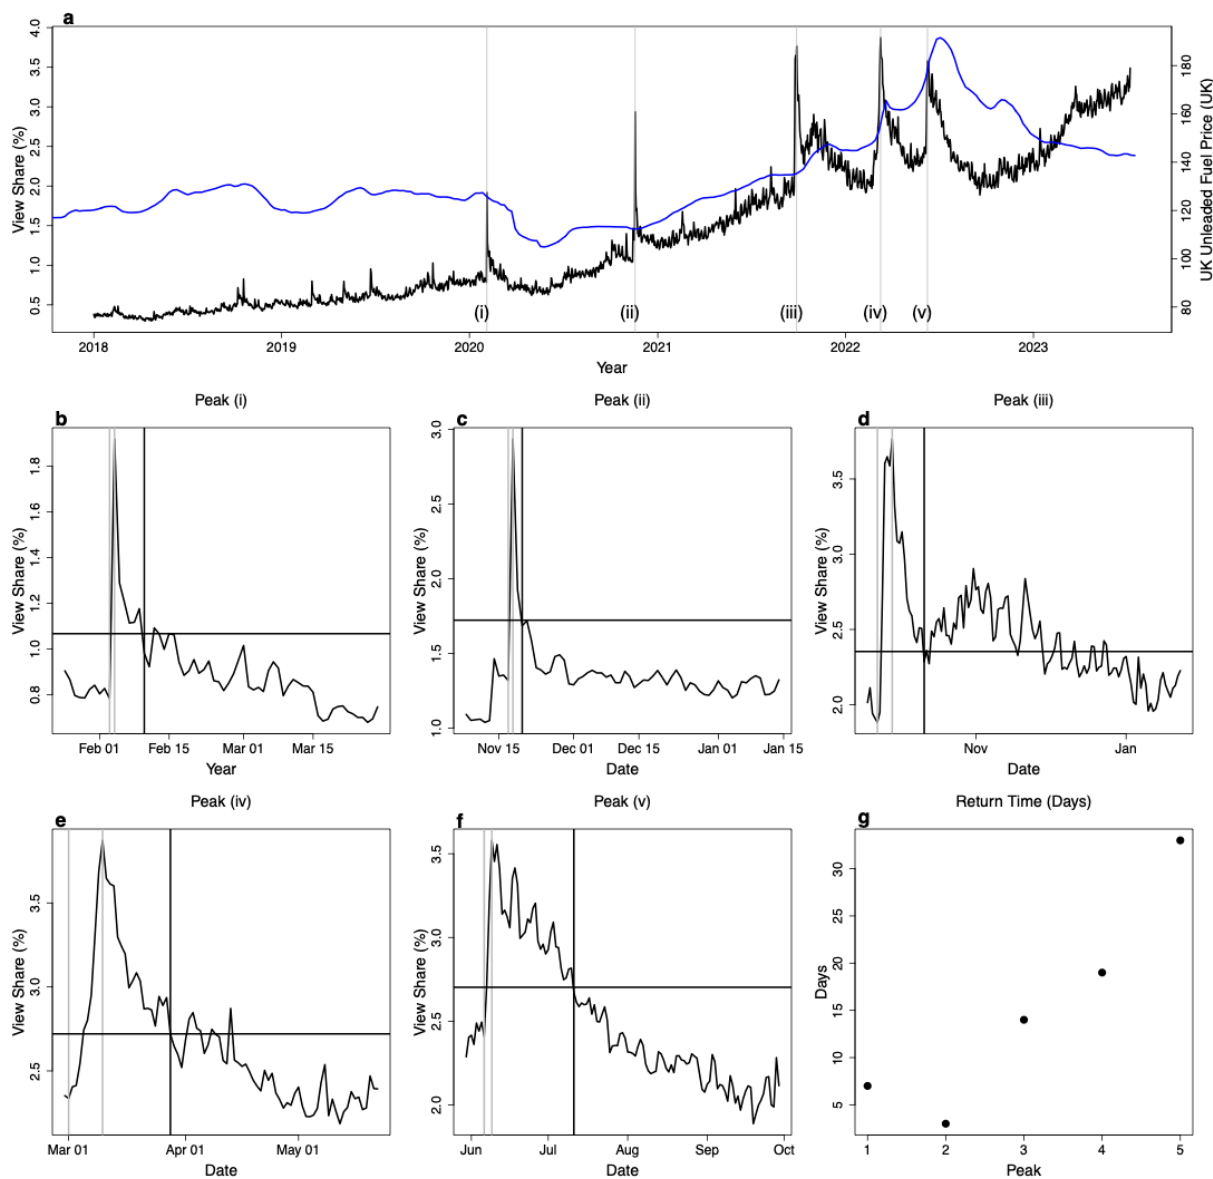 a
View Share (%)
0.5 1.0 1.5 2.0 2.5 3.0 3.5 4.0
80 100 120 140 160 180
UK Unleaded Fuel Price (UK)
(i) (ii) (iii) (iv) (v)
2018 2019 2020 2021 2022 2023
Year
Peak (i)
b
View Share (%)
0.8 1.0 1.2 1.4 1.6 1.8
Feb 01 Feb 15 Mar 01 Mar 15
Year
Peak (ii)
c
View Share (%)
1.0 1.5 2.0 2.5 3.0
Nov 15 Dec 01 Dec 15 Jan 01 Jan 15
Date
Peak (iii)
d
View Share (%)
2.0 2.5 3.0 3.5
Nov Jan
Date
Peak (iv)
e
View Share (%)
2.5 3.0 3.5
Mar 01 Apr 01 May 01
Date
Peak (v)
f
View Share (%)
2.0 2.5 3.0 3.5
Jun Jul Aug Sep Oct
Date
Return Time (Days)
g
Days
5 10 15 20 25 30
1 2 3 4 5
Peak